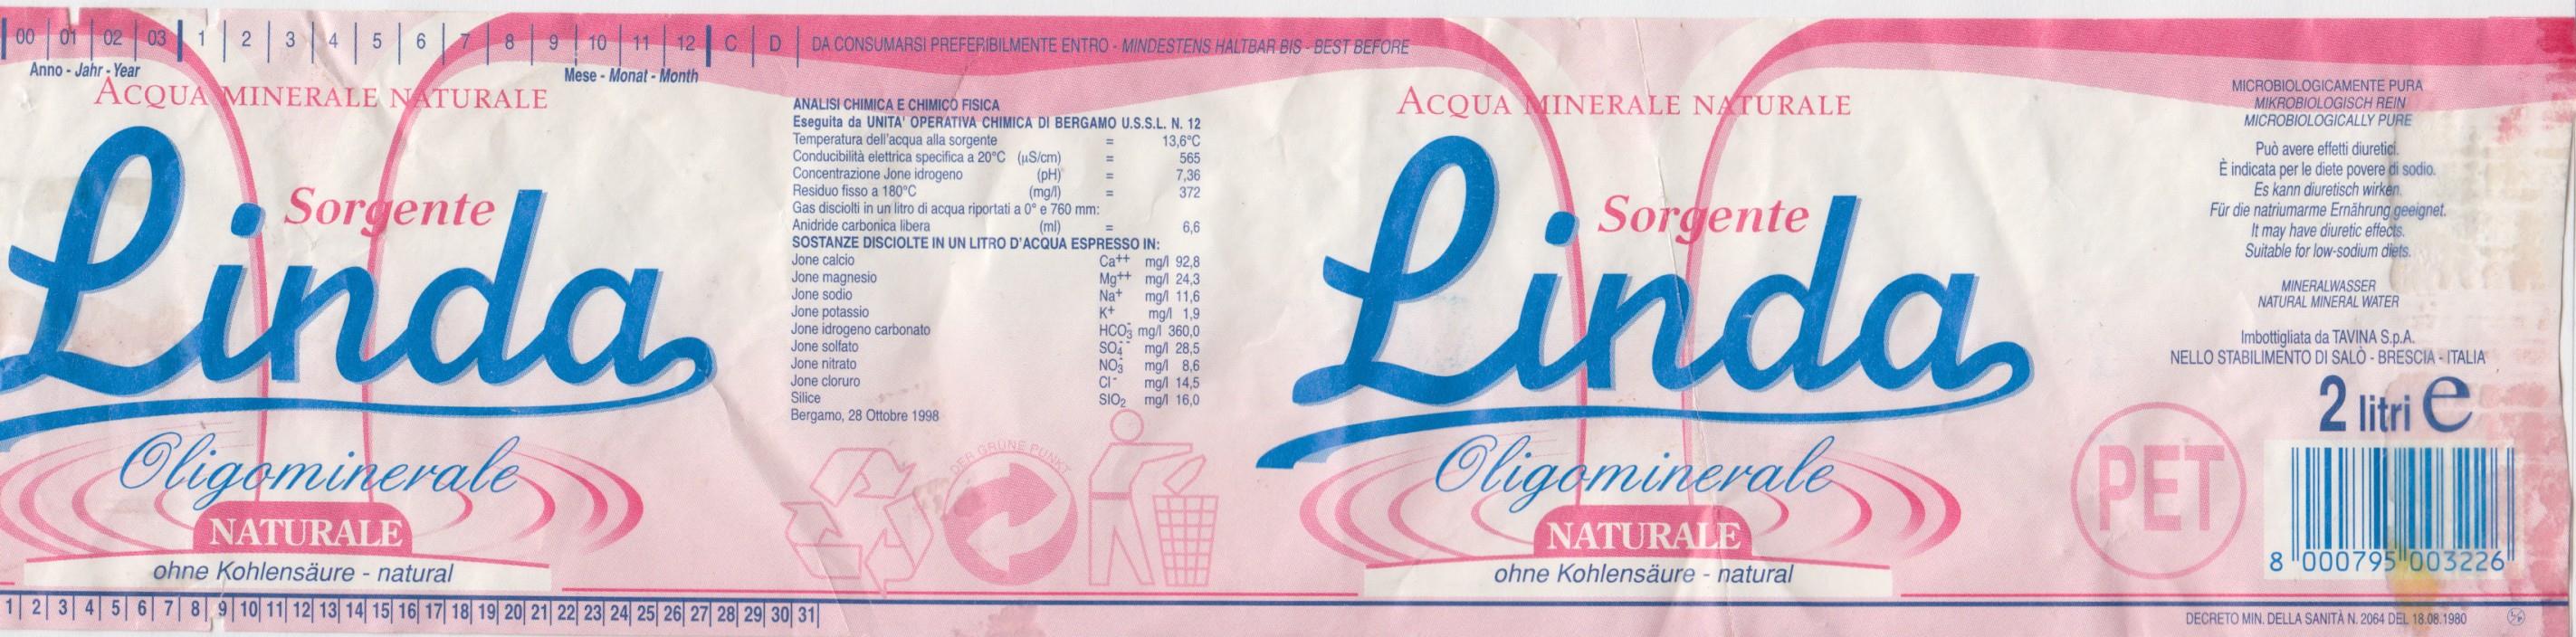 00 01 02 03 1 2 3 4 5 6 7 8 9 10 11 12 C D DA CONSUMARSI PREFERIBILMENTE ENTRO - MINDESTENS HALTBAR BIS - BEST BEFORE
Anno - Jahr - Year Mese - Monat - Month
ACQUA MINERALE NATURALE
Sorgente
Linda
Oligominerale
NATURALE
ohne Kohlensäure - natural
1 2 3 4 5 6 7 8 9 10 11 12 13 14 15 16 17 18 19 20 21 22 23 24 25 26 27 28 29 30 31
ANALISI CHIMICA E CHIMICO FISICA
Eseguita da UNITA' OPERATIVA CHIMICA DI BERGAMO U.S.S.L. N. 12
Temperatura dell'acqua alla sorgente = 13,6°C
Conducibilità elettrica specifica a 20°C (µS/cm) = 565
Concentrazione Jone idrogeno (pH) = 7,36
Residuo fisso a 180°C (mg/l) = 372
Gas disciolti in un litro di acqua riportati a 0° e 760 mm:
Anidride carbonica libera (ml) = 6,6
SOSTANZE DISCIOLTE IN UN LITRO D'ACQUA ESPRESSO IN:
Jone calcio Ca++ mg/l 92,8
Jone magnesio Mg++ mg/l 24,3
Jone sodio Na+ mg/l 11,6
Jone potassio K+ mg/l 1,9
Jone idrogeno carbonato HCO3- mg/l 360,0
Jone solfato SO4-- mg/l 28,5
Jone nitrato NO3- mg/l 8,6
Jone cloruro Cl- mg/l 14,5
Silice SIO2 mg/l 16,0
Bergamo, 28 Ottobre 1998
DER GRÜNE PUNKT
ACQUA MINERALE NATURALE
Sorgente
Linda
Oligominerale
NATURALE
ohne Kohlensäure - natural
MICROBIOLOGICAMENTE PURA
MIKROBIOLOGISCH REIN
MICROBIOLOGICALLY PURE
Può avere effetti diuretici.
È indicata per le diete povere di sodio.
Es kann diuretisch wirken.
Für die natriumarme Ernährung geeignet.
It may have diuretic effects.
Suitable for low-sodium diets.
MINERALWASSER
NATURAL MINERAL WATER
Imbottigliata da TAVINA S.p.A.
NELLO STABILIMENTO DI SALÒ - BRESCIA - ITALIA
2 litri e
PET
8 000795 003226
DECRETO MIN. DELLA SANITÀ N. 2064 DEL 18.08.1980